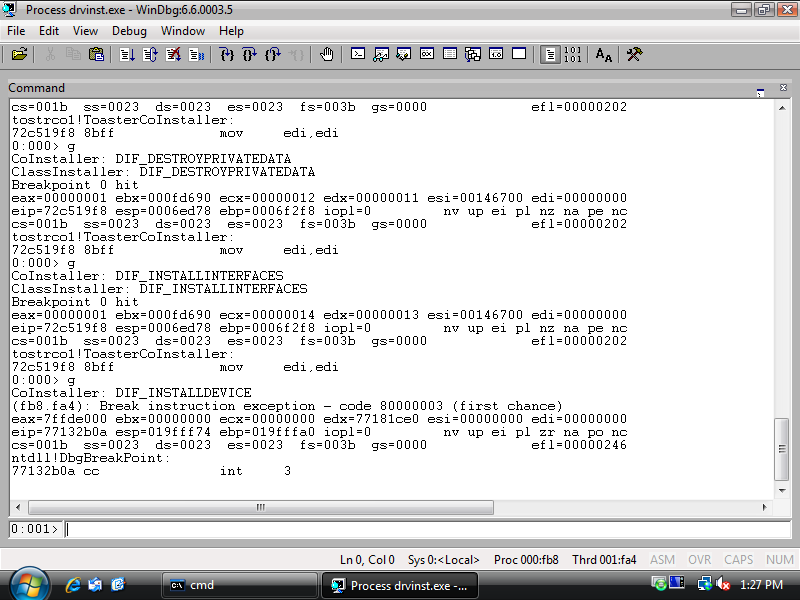 Process drvinst.exe - WinDbg:6.6.0003.5
File Edit View Debug Window Help
Command
cs=001b ss=0023 ds=0023 es=0023 fs=003b gs=0000 efl=00000202
tostrco1!ToasterCoInstaller:
72c519f8 8bff mov edi,edi
0:000> g
CoInstaller: DIF_DESTROYPRIVATEDATA
ClassInstaller: DIF_DESTROYPRIVATEDATA
Breakpoint 0 hit
eax=00000001 ebx=000fd690 ecx=00000012 edx=00000011 esi=00146700 edi=00000000
eip=72c519f8 esp=0006ed78 ebp=0006f2f8 iopl=0 nv up ei pl nz na pe nc
cs=001b ss=0023 ds=0023 es=0023 fs=003b gs=0000 efl=00000202
tostrco1!ToasterCoInstaller:
72c519f8 8bff mov edi,edi
0:000> g
CoInstaller: DIF_INSTALLINTERFACES
ClassInstaller: DIF_INSTALLINTERFACES
Breakpoint 0 hit
eax=00000001 ebx=000fd690 ecx=00000014 edx=00000013 esi=00146700 edi=00000000
eip=72c519f8 esp=0006ed78 ebp=0006f2f8 iopl=0 nv up ei pl nz na pe nc
cs=001b ss=0023 ds=0023 es=0023 fs=003b gs=0000 efl=00000202
tostrco1!ToasterCoInstaller:
72c519f8 8bff mov edi,edi
0:000> g
CoInstaller: DIF_INSTALLDEVICE
(fb8.fa4): Break instruction exception - code 80000003 (first chance)
eax=7ffde000 ebx=00000000 ecx=00000000 edx=77181ce0 esi=00000000 edi=00000000
eip=77132b0a esp=019fff74 ebp=019fffa0 iopl=0 nv up ei pl zr na po nc
cs=001b ss=0023 ds=0023 es=0023 fs=003b gs=0000 efl=00000246
ntdll!DbgBreakPoint:
77132b0a cc int 3
0:001>
Ln 0, Col 0 Sys 0:<Local> Proc 000:fb8 Thrd 001:fa4 ASM OVR CAPS NUM
cmd Process drvinst.exe -... 1:27 PM